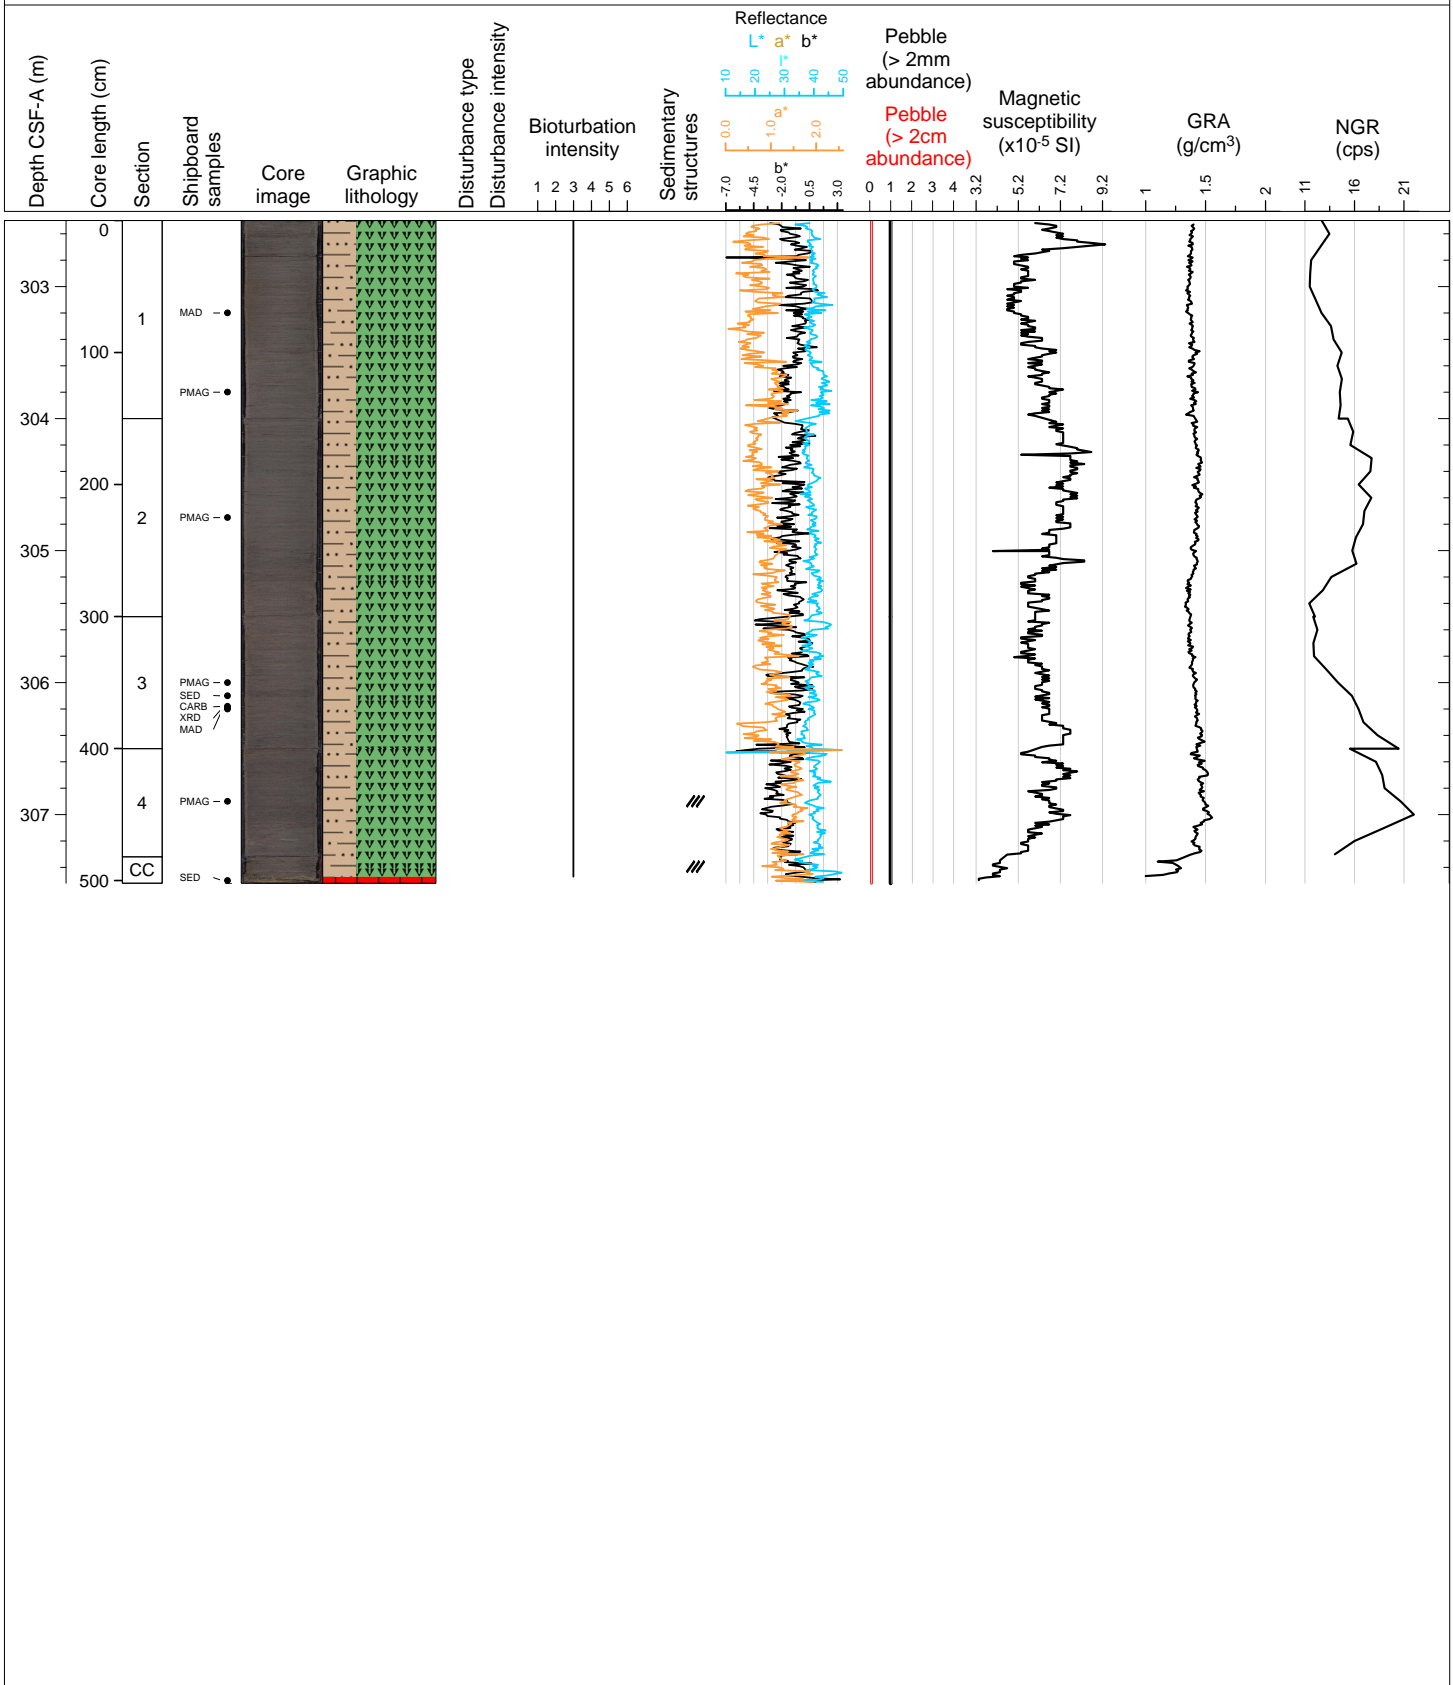 Depth CSF-A (m)
Core length (cm)
Section
Shipboard
samples
Core
image
Graphic
lithology
Disturbance type
Disturbance intensity
Bioturbation
intensity
1 2 3 4 5 6
Sedimentary
structures
Reflectance
L* a* b*
L*
10 20 30 40 50
a*
0.0 1.0 2.0
b*
-7.0 -4.5 -2.0 0.5 3.0
Pebble
(> 2mm
abundance)
Pebble
(> 2cm
abundance)
0 1 2 3 4
Magnetic
susceptibility
(x10-5 SI)
3.2 5.2 7.2 9.2
GRA
(g/cm3)
1 1.5 2
NGR
(cps)
11 16 21
0
303
1
MAD
100
PMAG
304
200
2
PMAG
305
300
306
3
PMAG
SED
CARB
XRD
MAD
400
4
PMAG
307
CC
500
SED